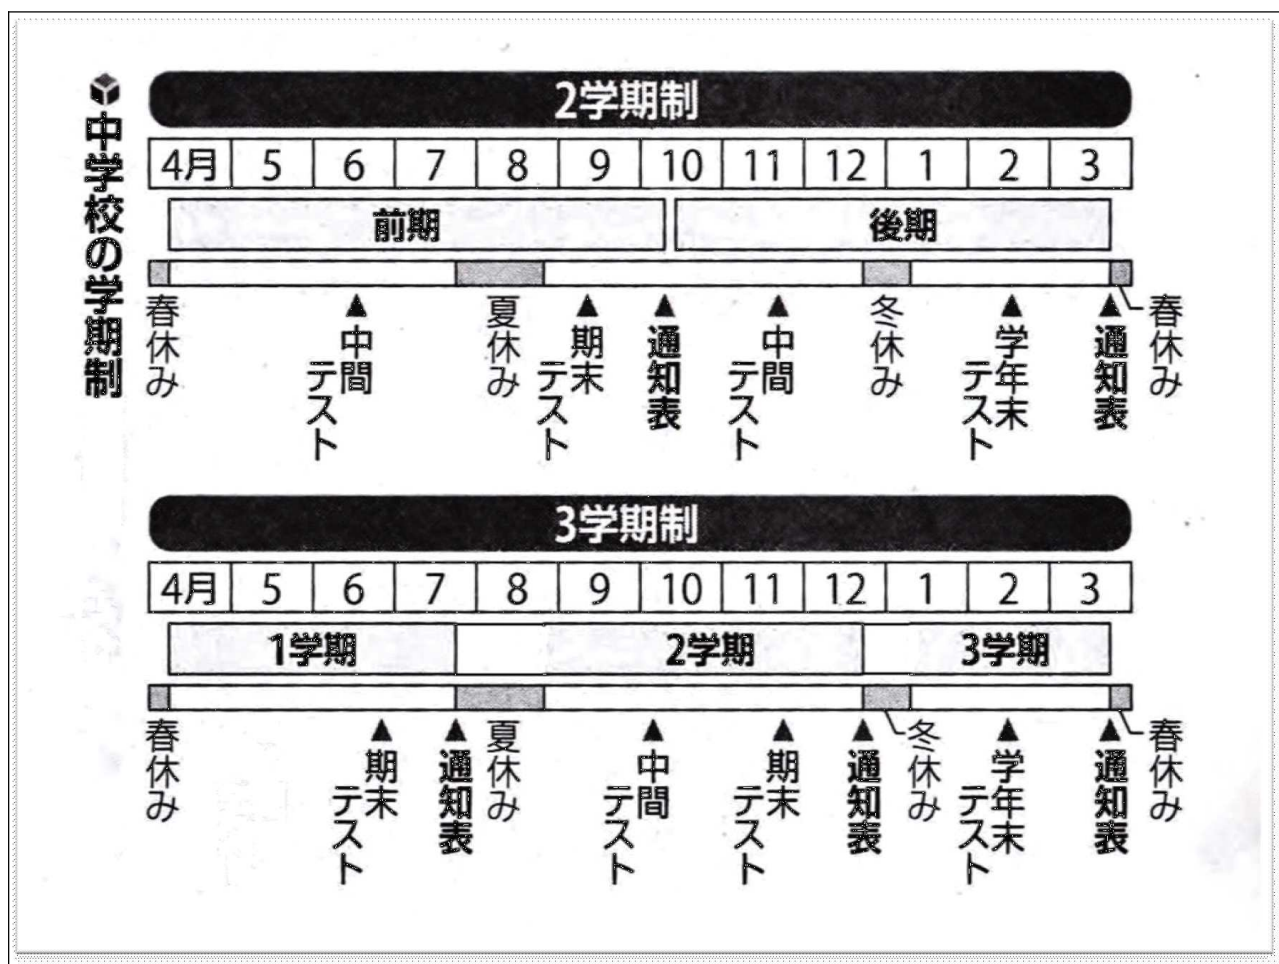 中学校の学期制
2学期制
4月 5 6 7 8 9 10 11 12 1 2 3
前期 後期
春休み
中間テスト
夏休み
期末テスト
通知表
中間テスト
冬休み
学年末テスト
通知表
春休み
3学期制
4月 5 6 7 8 9 10 11 12 1 2 3
1学期 2学期 3学期
春休み
期末テスト
通知表
夏休み
中間テスト
期末テスト
通知表
冬休み
学年末テスト
通知表
春休み